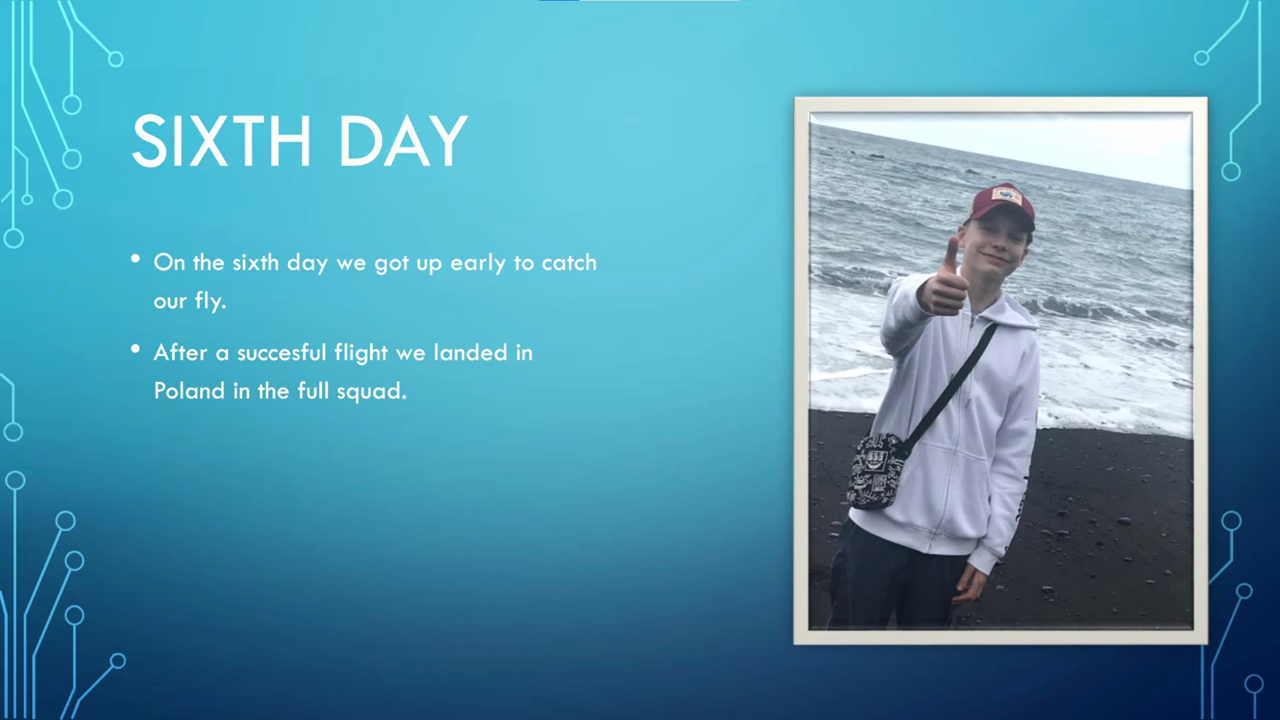 SIXTH DAY
• On the sixth day we got up early to catch
our fly.
• After a succesful flight we landed in
Poland in the full squad.